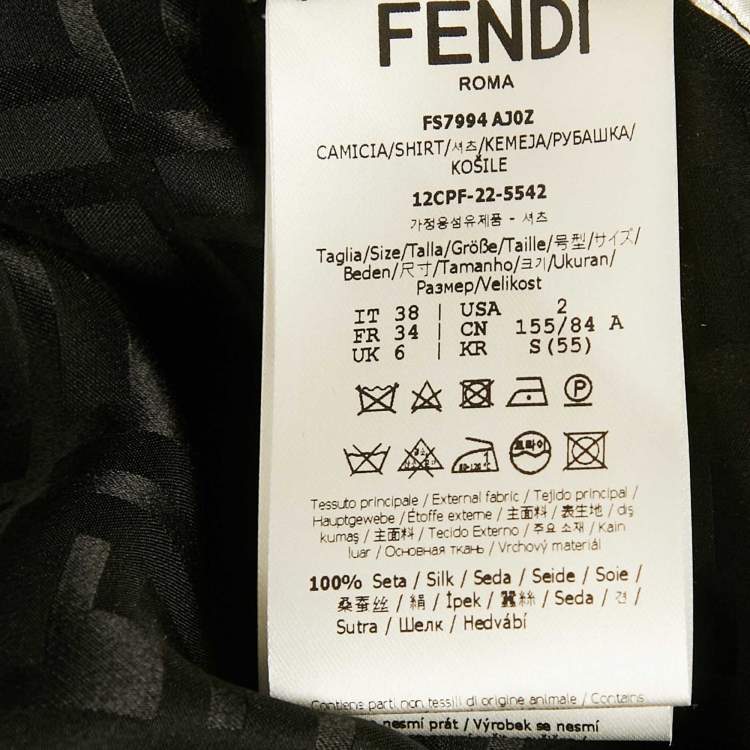 FENDI
ROMA
FS7994 AJ0Z
CAMICIA/SHIRT/셔츠/KEMEJA/РУБАШКА/
KOŠILE
12CPF-22-5542
가정용섬유제품 - 셔츠
Taglia/Size/Talla/Größe/Taille/号型/サイズ/
Beden/尺寸/Tamanho/크기/Ukuran/
Размер/Velikost
IT 38 | USA 2
FR 34 | CN 155/84 A
UK 6 | KR S(55)
P
드라이
Tessuto principale / External fabric / Tejido principal /
Hauptgewebe / Étoffe externe / 主面料 / 表生地 / dış
kumaş / 主面料 / Tecido Externo / 주요 소재 / Kain
luar / Основная ткань / Vrchový materiál
100% Seta / Silk / Seda / Seide / Soie /
桑蚕丝 / 絹 / İpek / 絲 / Seda / 견 /
Sutra / Шелк / Hedvábí
Contiene parti non tessili di origine animale / Contains
nesmí prát / Výrobek se nesmí